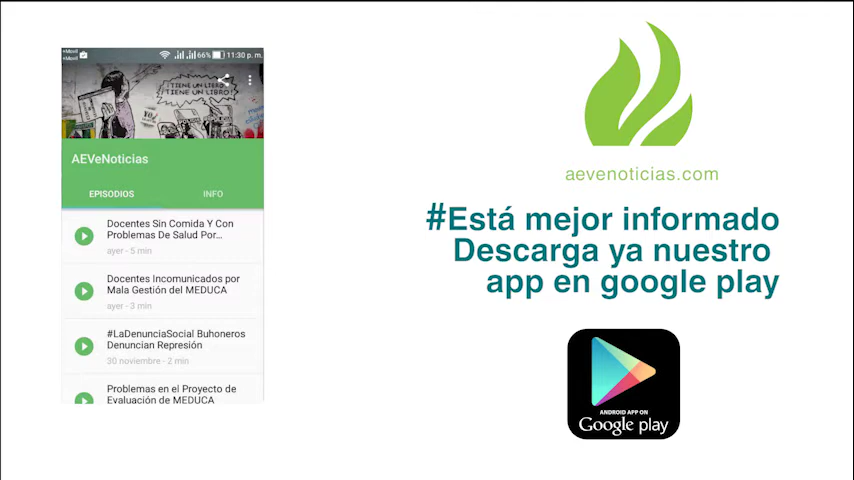 +Movil
+Movil
66%
11:30 p. m.
¡TIENE UN LIBRO,
TIENE UN LIBRO!
AEVeNoticias
EPISODIOS
INFO
Docentes Sin Comida Y Con
Problemas De Salud Por...
ayer - 5 min
Docentes Incomunicados por
Mala Gestión del MEDUCA
ayer - 3 min
#LaDenunciaSocial Buhoneros
Denuncian Represión
30 noviembre - 2 min
Problemas en el Proyecto de
Evaluación de MEDUCA
aevenoticias.com
#Está mejor informado
Descarga ya nuestro
app en google play
ANDROID APP ON
Google play